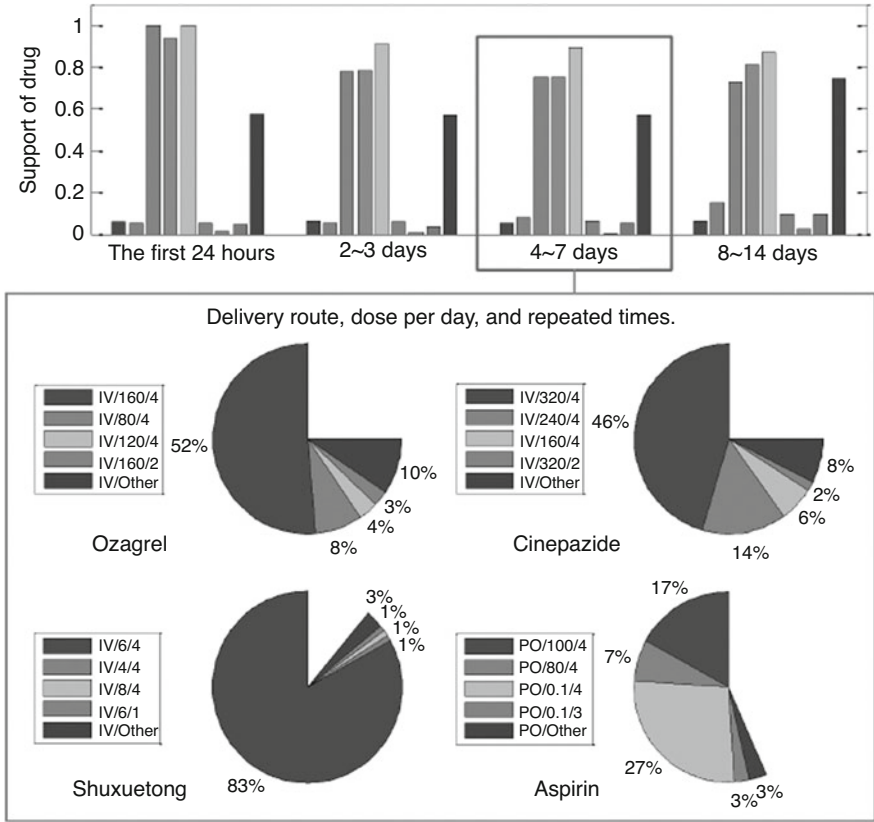 Support of drug
1
0.8
0.6
0.4
0.2
0
The first 24 hours
2~3 days
4~7 days
8~14 days
Delivery route, dose per day, and repeated times.
IV/160/4
IV/80/4
IV/120/4
IV/160/2
IV/Other
52%
10%
3%
4%
8%
Ozagrel
IV/320/4
IV/240/4
IV/160/4
IV/320/2
IV/Other
46%
8%
2%
6%
14%
Cinepazide
IV/6/4
IV/4/4
IV/8/4
IV/6/1
IV/Other
3%
1%
1%
1%
83%
Shuxuetong
PO/100/4
PO/80/4
PO/0.1/4
PO/0.1/3
PO/Other
17%
7%
27%
3%
3%
Aspirin